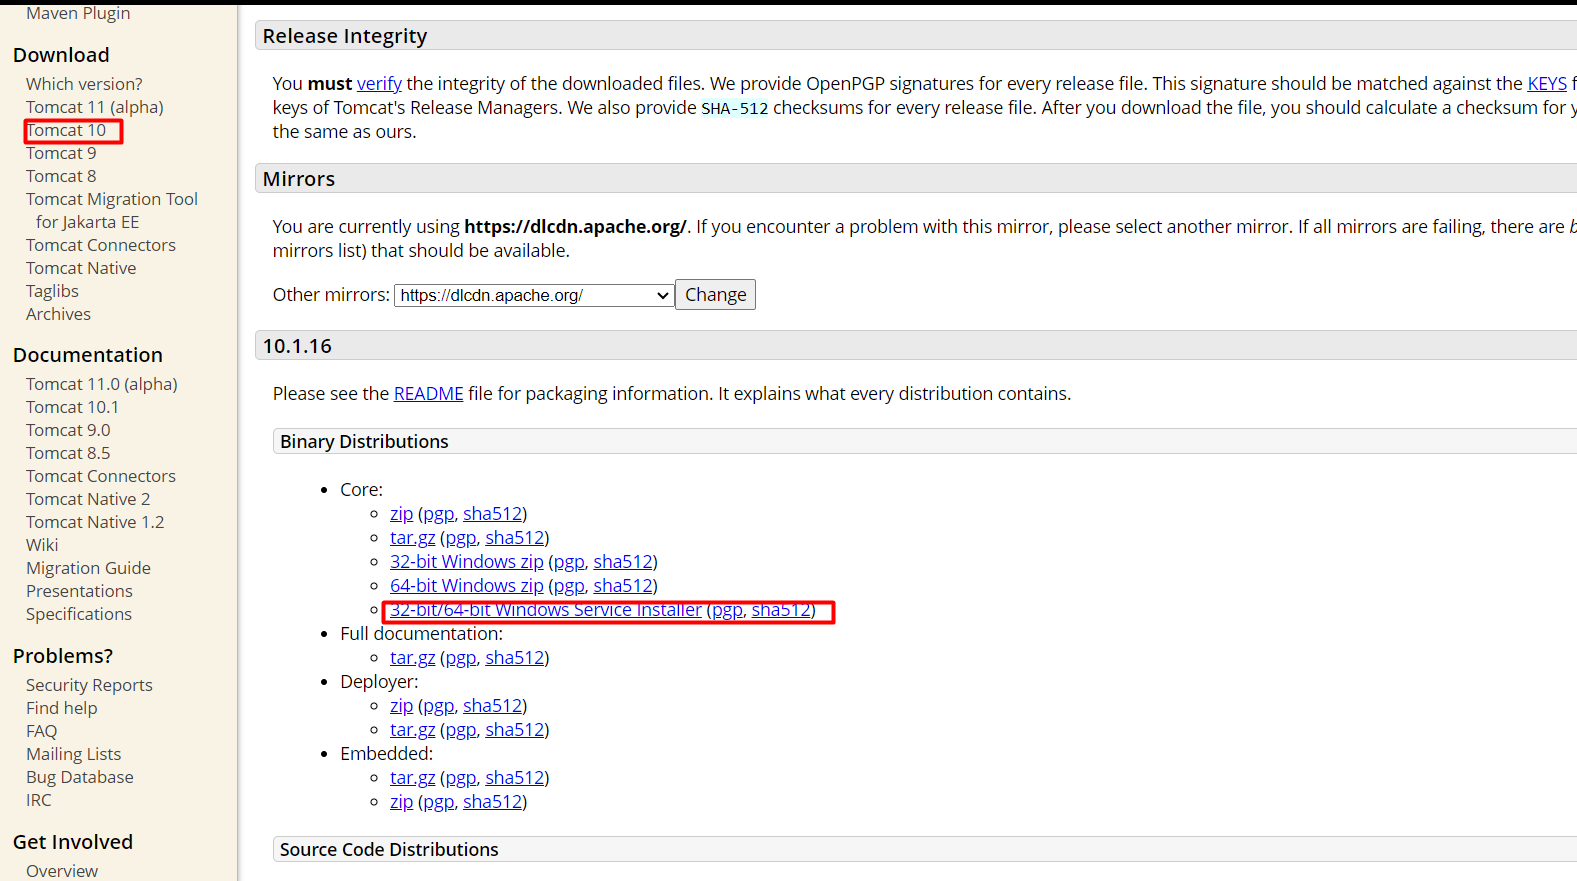 Maven Plugin
Download
Which version?
Tomcat 11 (alpha)
Tomcat 10
Tomcat 9
Tomcat 8
Tomcat Migration Tool
for Jakarta EE
Tomcat Connectors
Tomcat Native
Taglibs
Archives
Documentation
Tomcat 11.0 (alpha)
Tomcat 10.1
Tomcat 9.0
Tomcat 8.5
Tomcat Connectors
Tomcat Native 2
Tomcat Native 1.2
Wiki
Migration Guide
Presentations
Specifications
Problems?
Security Reports
Find help
FAQ
Mailing Lists
Bug Database
IRC
Get Involved
Overview
Release Integrity
You must verify the integrity of the downloaded files. We provide OpenPGP signatures for every release file. This signature should be matched against the KEYS f
keys of Tomcat's Release Managers. We also provide SHA-512 checksums for every release file. After you download the file, you should calculate a checksum for y
the same as ours.
Mirrors
You are currently using https://dlcdn.apache.org/. If you encounter a problem with this mirror, please select another mirror. If all mirrors are failing, there are b
mirrors list) that should be available.
Other mirrors: https://dlcdn.apache.org/ Change
10.1.16
Please see the README file for packaging information. It explains what every distribution contains.
Binary Distributions
Core:
zip (pgp, sha512)
tar.gz (pgp, sha512)
32-bit Windows zip (pgp, sha512)
64-bit Windows zip (pgp, sha512)
32-bit/64-bit Windows Service Installer (pgp, sha512)
Full documentation:
tar.gz (pgp, sha512)
Deployer:
zip (pgp, sha512)
tar.gz (pgp, sha512)
Embedded:
tar.gz (pgp, sha512)
zip (pgp, sha512)
Source Code Distributions